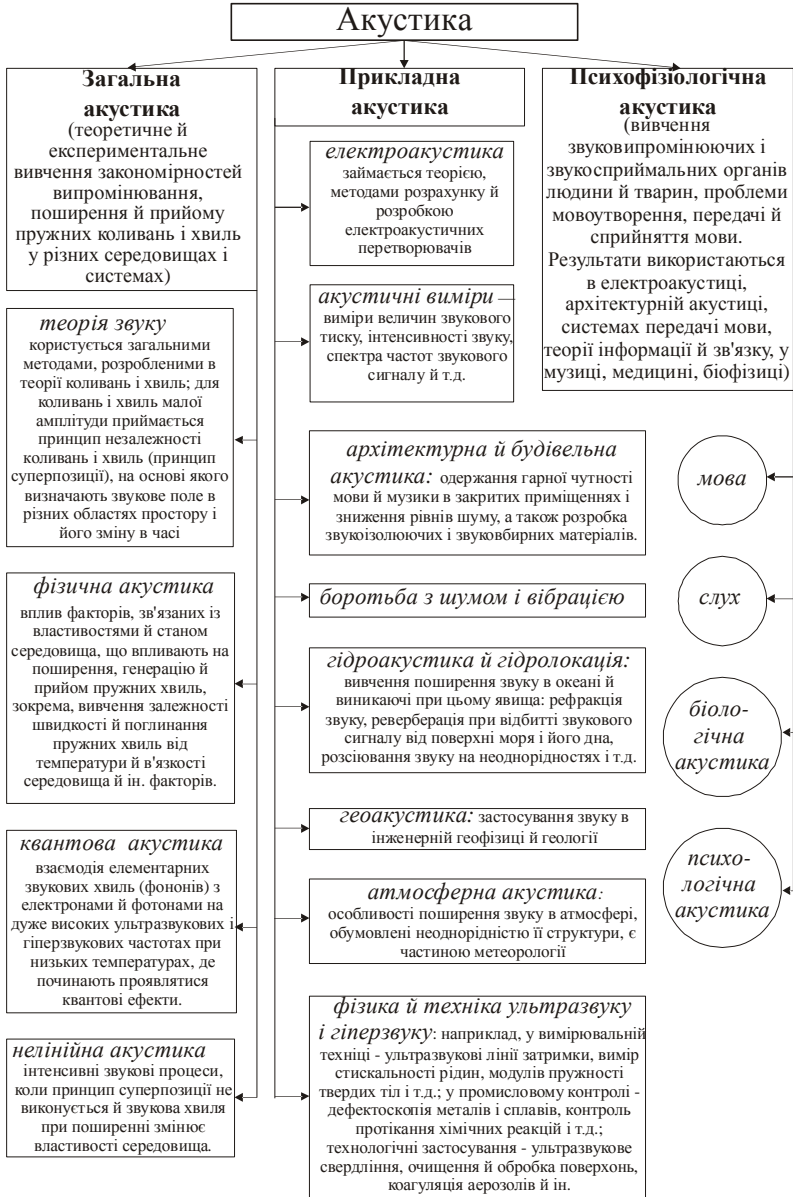 Акустика
Загальна
акустика
(теоретичне й
експериментальне
вивчення закономірностей
випромінювання,
поширення й прийому
пружних коливань і хвиль
у різних середовищах і
системах)
теорія звуку
користується загальними
методами, розробленими в
теорії коливань і хвиль; для
коливань і хвиль малої
амплітуди приймається
принцип незалежності
коливань і хвиль (принцип
суперпозиції), на основі якого
визначають звукове поле в
різних областях простору і
його зміну в часі
фізична акустика
вплив факторів, зв'язаних із
властивостями й станом
середовища, що впливають на
поширення, генерацію й
прийом пружних хвиль,
зокрема, вивчення залежності
швидкості й поглинання
пружних хвиль від
температури й в'язкості
середовища й ін. факторів.
квантова акустика
взаємодія елементарних
звукових хвиль (фононів) з
електронами й фотонами на
дуже високих ультразвукових і
гіперзвукових частотах при
низьких температурах, де
починають проявлятися
квантові ефекти.
нелінійна акустика
інтенсивні звукові процеси,
коли принцип суперпозиції не
виконується й звукова хвиля
при поширенні змінює
властивості середовища.
Прикладна
акустика
електроакустика
займається теорією,
методами розрахунку й
розробкою
електроакустичних
перетворювачів
акустичні виміри —
виміри величин звукового
тиску, інтенсивності звуку,
спектра частот звукового
сигналу й т.д.
архітектурна й будівельна
акустика: одержання гарної чутності
мови й музики в закритих приміщеннях і
зниження рівнів шуму, а також розробка
звукоізолюючих і звуковбирних матеріалів.
боротьба з шумом і вібрацією
гідроакустика й гідролокація:
вивчення поширення звуку в океані й
виникаючі при цьому явища: рефракція
звуку, реверберація при відбитті звукового
сигналу від поверхні моря і його дна,
розсіювання звуку на неоднорідностях і т.д.
геоакустика: застосування звуку в
інженерній геофізиці й геології
атмосферна акустика:
особливості поширення звуку в атмосфері,
обумовлені неоднорідністю її структури, є
частиною метеорології
фізика й техніка ультразвуку
і гіперзвуку: наприклад, у вимірювальній
техніці - ультразвукові лінії затримки, вимір
стискальності рідин, модулів пружності
твердих тіл і т.д.; у промисловому контролі -
дефектоскопія металів і сплавів, контроль
протікання хімічних реакцій і т.д.;
технологічні застосування - ультразвукове
свердління, очищення й обробка поверхонь,
коагуляція аерозолів й ін.
Психофізіологічна
акустика
(вивчення
звуковипромінюючих і
звукосприймальних органів
людини й тварин, проблеми
мовоутворення, передачі й
сприйняття мови.
Результати використаються
в електроакустиці,
архітектурній акустиці,
системах передачі мови,
теорії інформації й зв'язку, у
музиці, медицині, біофізиці)
мова
слух
біоло-
гічна
акустика
психо-
логічна
акустика